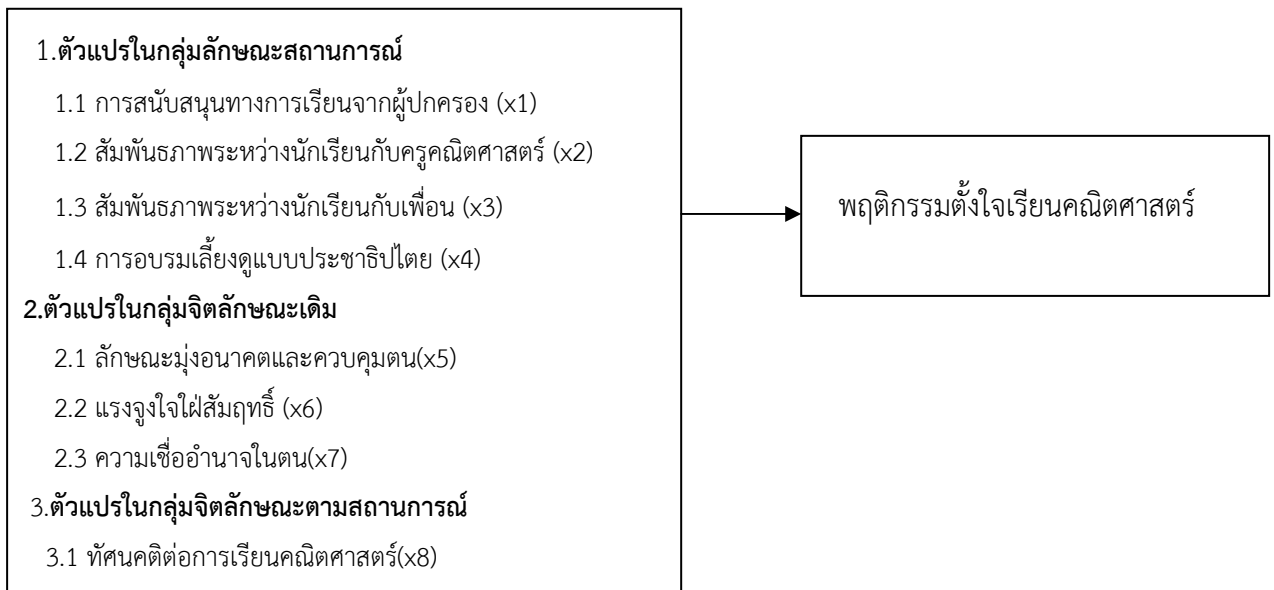 1.ตัวแปรในกลุ่มลักษณะสถานการณ์
1.1 การสนับสนุนทางการเรียนจากผู้ปกครอง (x1)
1.2 สัมพันธภาพระหว่างนักเรียนกับครูคณิตศาสตร์ (x2)
1.3 สัมพันธภาพระหว่างนักเรียนกับเพื่อน (x3)
1.4 การอบรมเลี้ยงดูแบบประชาธิปไตย (x4)
2.ตัวแปรในกลุ่มจิตลักษณะเดิม
2.1 ลักษณะมุ่งอนาคตและควบคุมตน(x5)
2.2 แรงจูงใจใฝ่สัมฤทธิ์ (x6)
2.3 ความเชื่ออำนาจในตน(x7)
3.ตัวแปรในกลุ่มจิตลักษณะตามสถานการณ์
3.1 ทัศนคติต่อการเรียนคณิตศาสตร์(x8)
พฤติกรรมตั้งใจเรียนคณิตศาสตร์